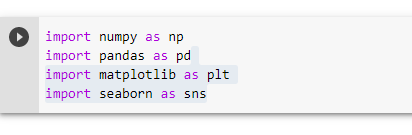 import numpy as np
import pandas as pd
import matplotlib as plt
import seaborn as sns